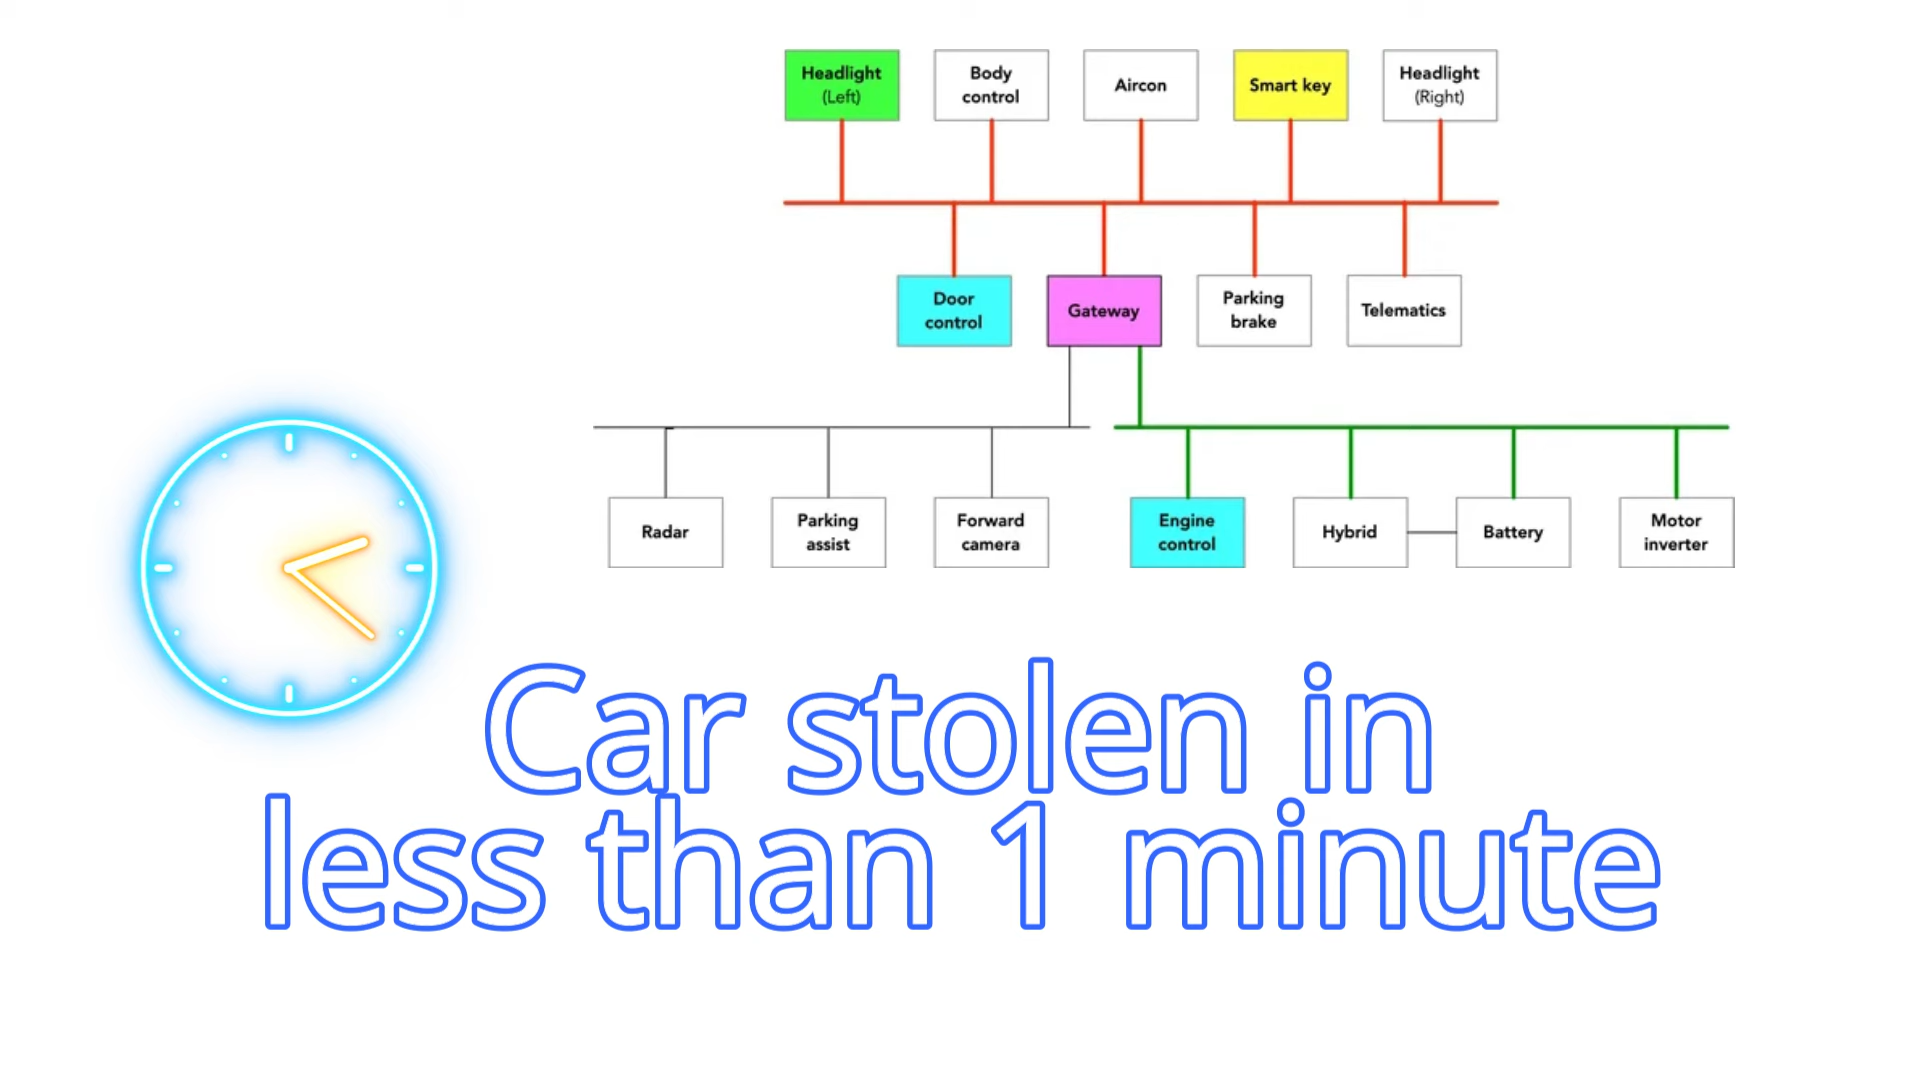 Headlight
(Left)
Body
control
Aircon
Smart key
Headlight
(Right)
Door
control
Gateway
Parking
brake
Telematics
Radar
Parking
assist
Forward
camera
Engine
control
Hybrid
Battery
Motor
inverter
Car stolen in
less than 1 minute